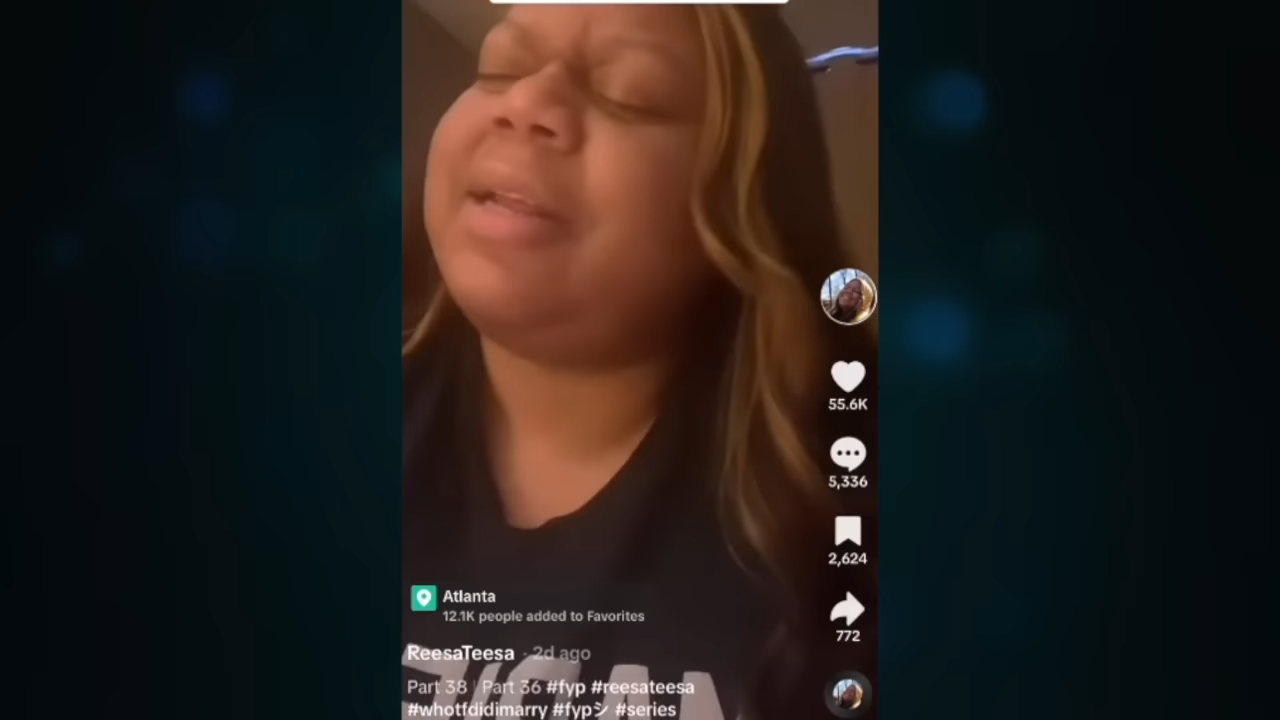 55.6K
5,336
2,624
772
Atlanta
12.1K people added to Favorites
ReesaTeesa · 2d ago
Part 38 | Part 36 #fyp #reesateesa
#whotfdidimarry #fypシ #series